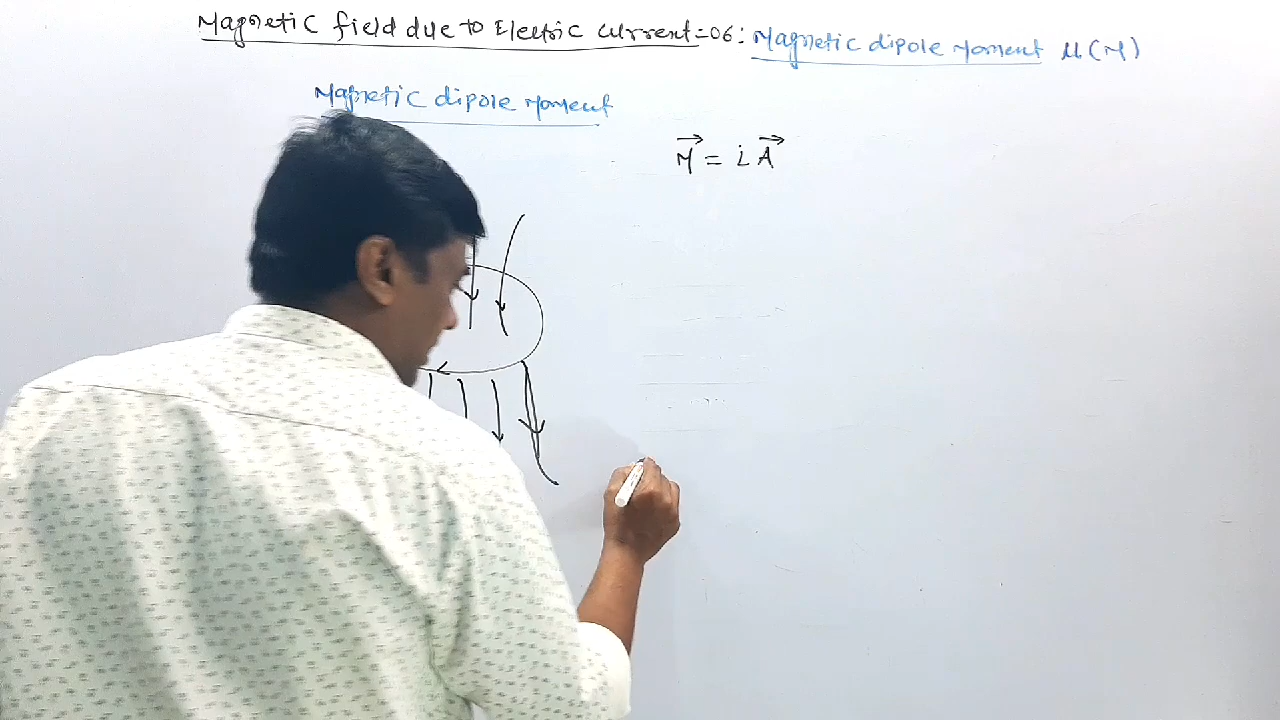 Magnetic field due to Electric current=06: Magnetic dipole Moment μ(M)
Magnetic dipole Moment
M⃗ = i A⃗